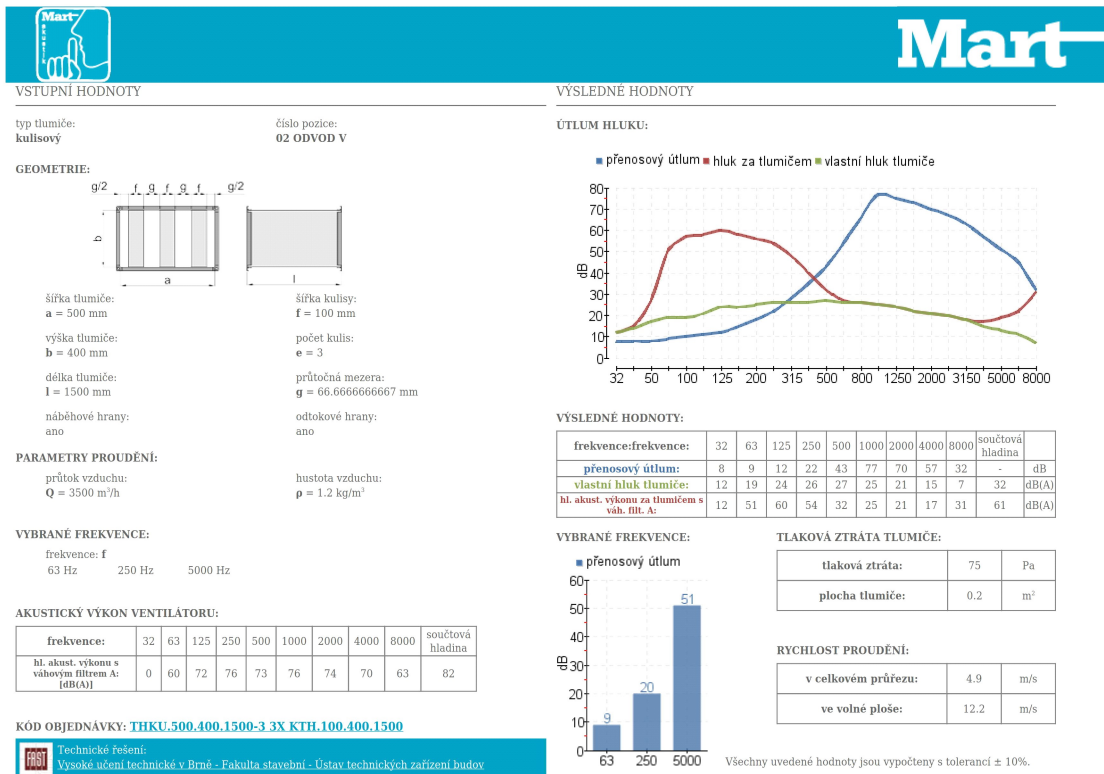 Mart
akustik
Mart
VSTUPNÍ HODNOTY
typ tlumiče:
kulisový
číslo pozice:
02 ODVOD V
GEOMETRIE:
g/2 f g f g f g/2
b
a
l
šířka tlumiče:
a = 500 mm
šířka kulisy:
f = 100 mm
výška tlumiče:
b = 400 mm
počet kulis:
e = 3
délka tlumiče:
l = 1500 mm
průtočná mezera:
g = 66.6666666667 mm
náběhové hrany:
ano
odtokové hrany:
ano
PARAMETRY PROUDĚNÍ:
průtok vzduchu:
Q = 3500 m³/h
hustota vzduchu:
ρ = 1.2 kg/m³
VYBRANÉ FREKVENCE:
frekvence: f
63 Hz 250 Hz 5000 Hz
AKUSTICKÝ VÝKON VENTILÁTORU:
frekvence: 32 63 125 250 500 1000 2000 4000 8000 součtová hladina
hl. akust. výkonu s
váhovým filtrem A:
[dB(A)]
0 60 72 76 73 76 74 70 63 82
KÓD OBJEDNÁVKY: THKU.500.400.1500-3 3X KTH.100.400.1500
FAST
Technické řešení:
Vysoké učení technické v Brně - Fakulta stavební - Ústav technických zařízení budov
VÝSLEDNÉ HODNOTY
ÚTLUM HLUKU:
přenosový útlum hluk za tlumičem vlastní hluk tlumiče
80
70
60
50
40
30
20
10
0
dB
32 50 100 125 200 315 500 800 1250 2000 3150 5000 8000
VÝSLEDNÉ HODNOTY:
frekvence:frekvence: 32 63 125 250 500 1000 2000 4000 8000 součtová hladina
přenosový útlum: 8 9 12 22 43 77 70 57 32 - dB
vlastní hluk tlumiče: 12 19 24 26 27 25 21 15 7 32 dB(A)
hl. akust. výkonu za tlumičem s
váh. filt. A:
12 51 60 54 32 25 21 17 31 61 dB(A)
VYBRANÉ FREKVENCE:
přenosový útlum
60
50
40
30
20
10
0
dB
9
20
51
63 250 5000
TLAKOVÁ ZTRÁTA TLUMIČE:
tlaková ztráta: 75 Pa
plocha tlumiče: 0.2 m²
RYCHLOST PROUDĚNÍ:
v celkovém průřezu: 4.9 m/s
ve volné ploše: 12.2 m/s
Všechny uvedené hodnoty jsou vypočteny s tolerancí ± 10%.